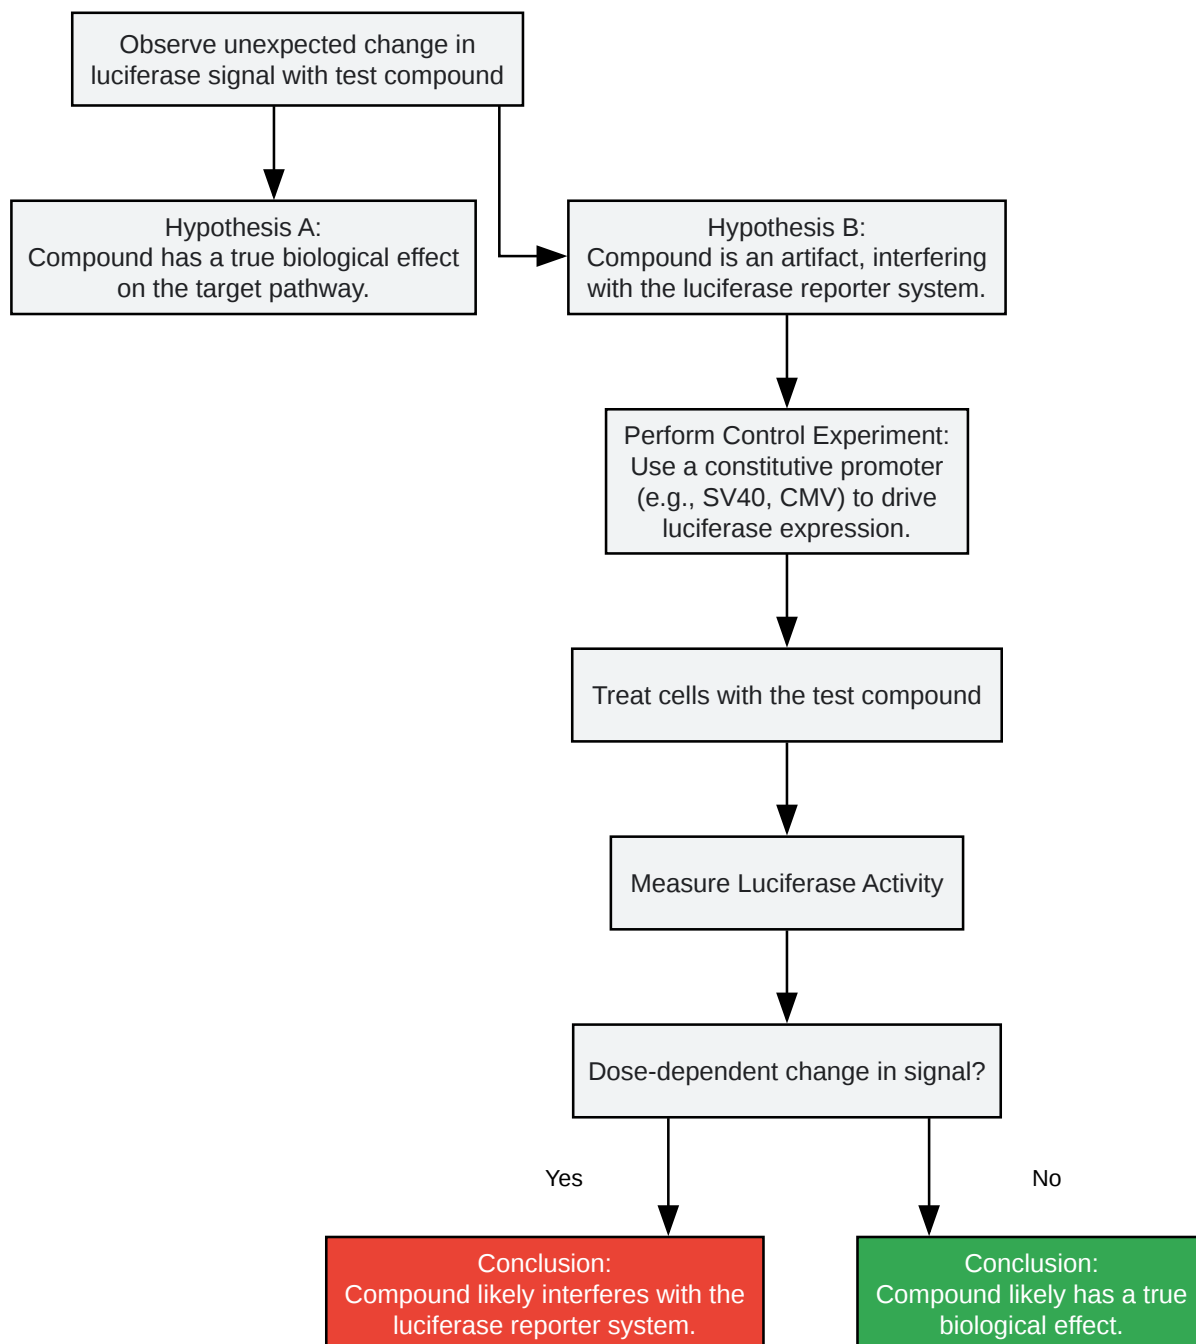 Observe unexpected change in
luciferase signal with test compound
Hypothesis A:
Compound has a true biological effect
on the target pathway.
Hypothesis B:
Compound is an artifact, interfering
with the luciferase reporter system.
Perform Control Experiment:
Use a constitutive promoter
(e.g., SV40, CMV) to drive
luciferase expression.
Treat cells with the test compound
Measure Luciferase Activity
Dose-dependent change in signal?
Yes
No
Conclusion:
Compound likely interferes with the
luciferase reporter system.
Conclusion:
Compound likely has a true
biological effect.